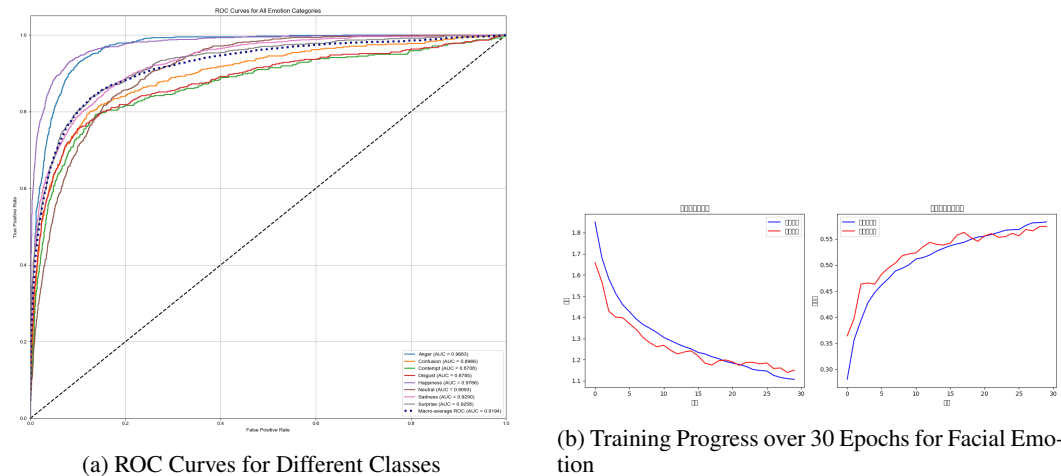 ROC Curves for All Emotion Categories
True Positive Rate
1.0
0.8
0.6
0.4
0.2
0.0
0.0
0.2
0.4
0.6
0.8
1.0
False Positive Rate
Anger (AUC = 0.9683)
Confusion (AUC = 0.8966)
Contempt (AUC = 0.8708)
Disgust (AUC = 0.8785)
Happiness (AUC = 0.9766)
Neutral (AUC = 0.9093)
Sadness (AUC = 0.9290)
Surprise (AUC = 0.9258)
Macro-average ROC (AUC = 0.9194)
(a) ROC Curves for Different Classes
1.8
1.7
1.6
1.5
1.4
1.3
1.2
1.1
0 5 10 15 20 25 30
0.55
0.50
0.45
0.40
0.35
0.30
0 5 10 15 20 25 30
(b) Training Progress over 30 Epochs for Facial Emo-
tion